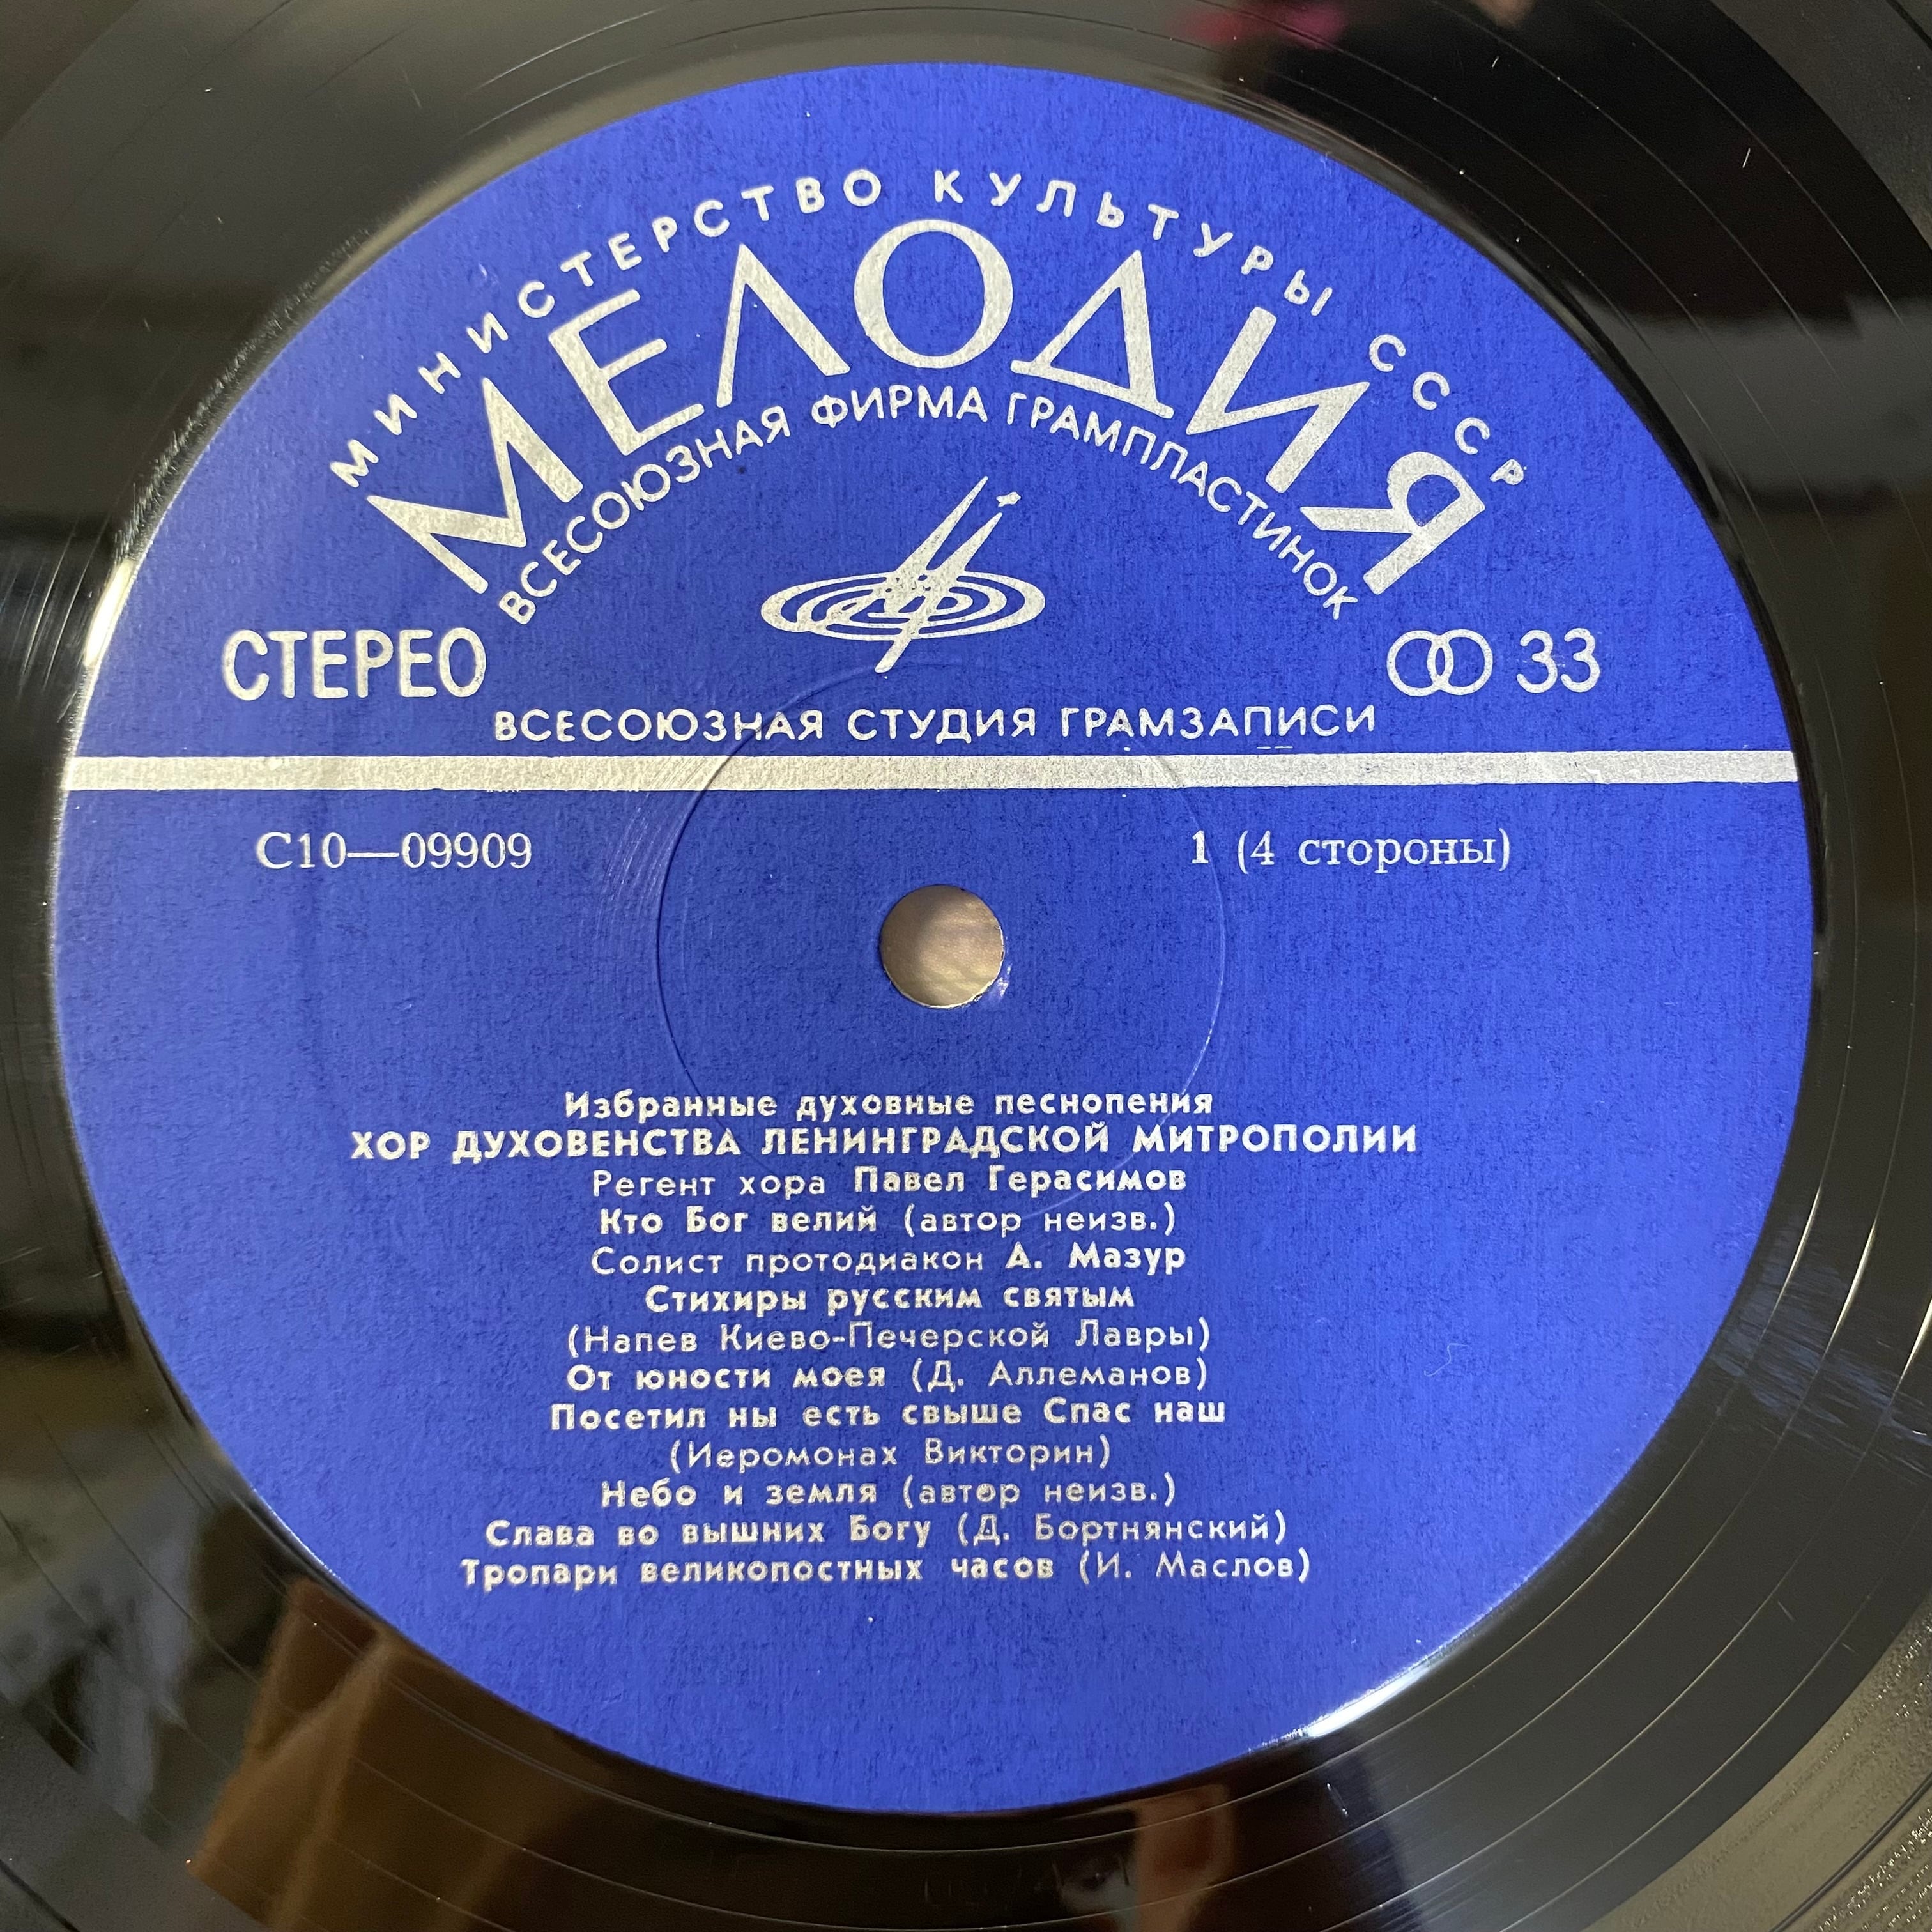 МИНИСТЕРСТВО КУЛЬТУРЫ СССР
МЕЛОДИЯ
ВСЕСОЮЗНАЯ ФИРМА ГРАМПЛАСТИНОК
СТЕРЕО
33
ВСЕСОЮЗНАЯ СТУДИЯ ГРАМЗАПИСИ
С10—09909
1 (4 стороны)
Избранные духовные песнопения
ХОР ДУХОВЕНСТВА ЛЕНИНГРАДСКОЙ МИТРОПОЛИИ
Регент хора Павел Герасимов
Кто Бог велий (автор неизв.)
Солист протодиакон А. Мазур
Стихиры русским святым
(Напев Киево-Печерской Лавры)
От юности моея (Д. Аллеманов)
Посетил ны есть свыше Спас наш
(Иеромонах Викторин)
Небо и земля (автор неизв.)
Слава во вышних Богу (Д. Бортнянский)
Тропари великопостных часов (И. Маслов)